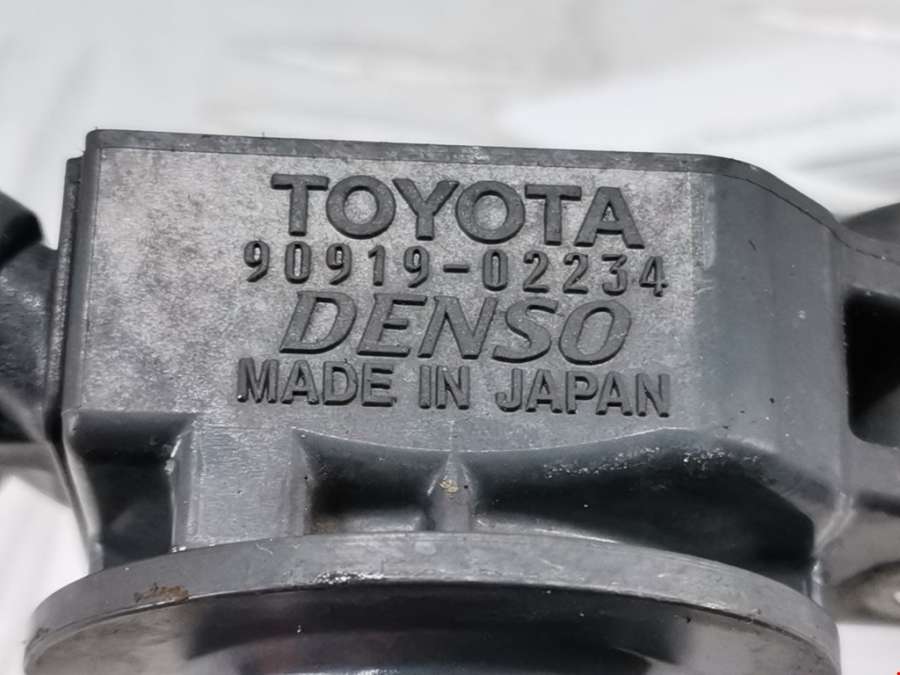 TOYOTA
90919-02234
DENSO
MADE IN JAPAN